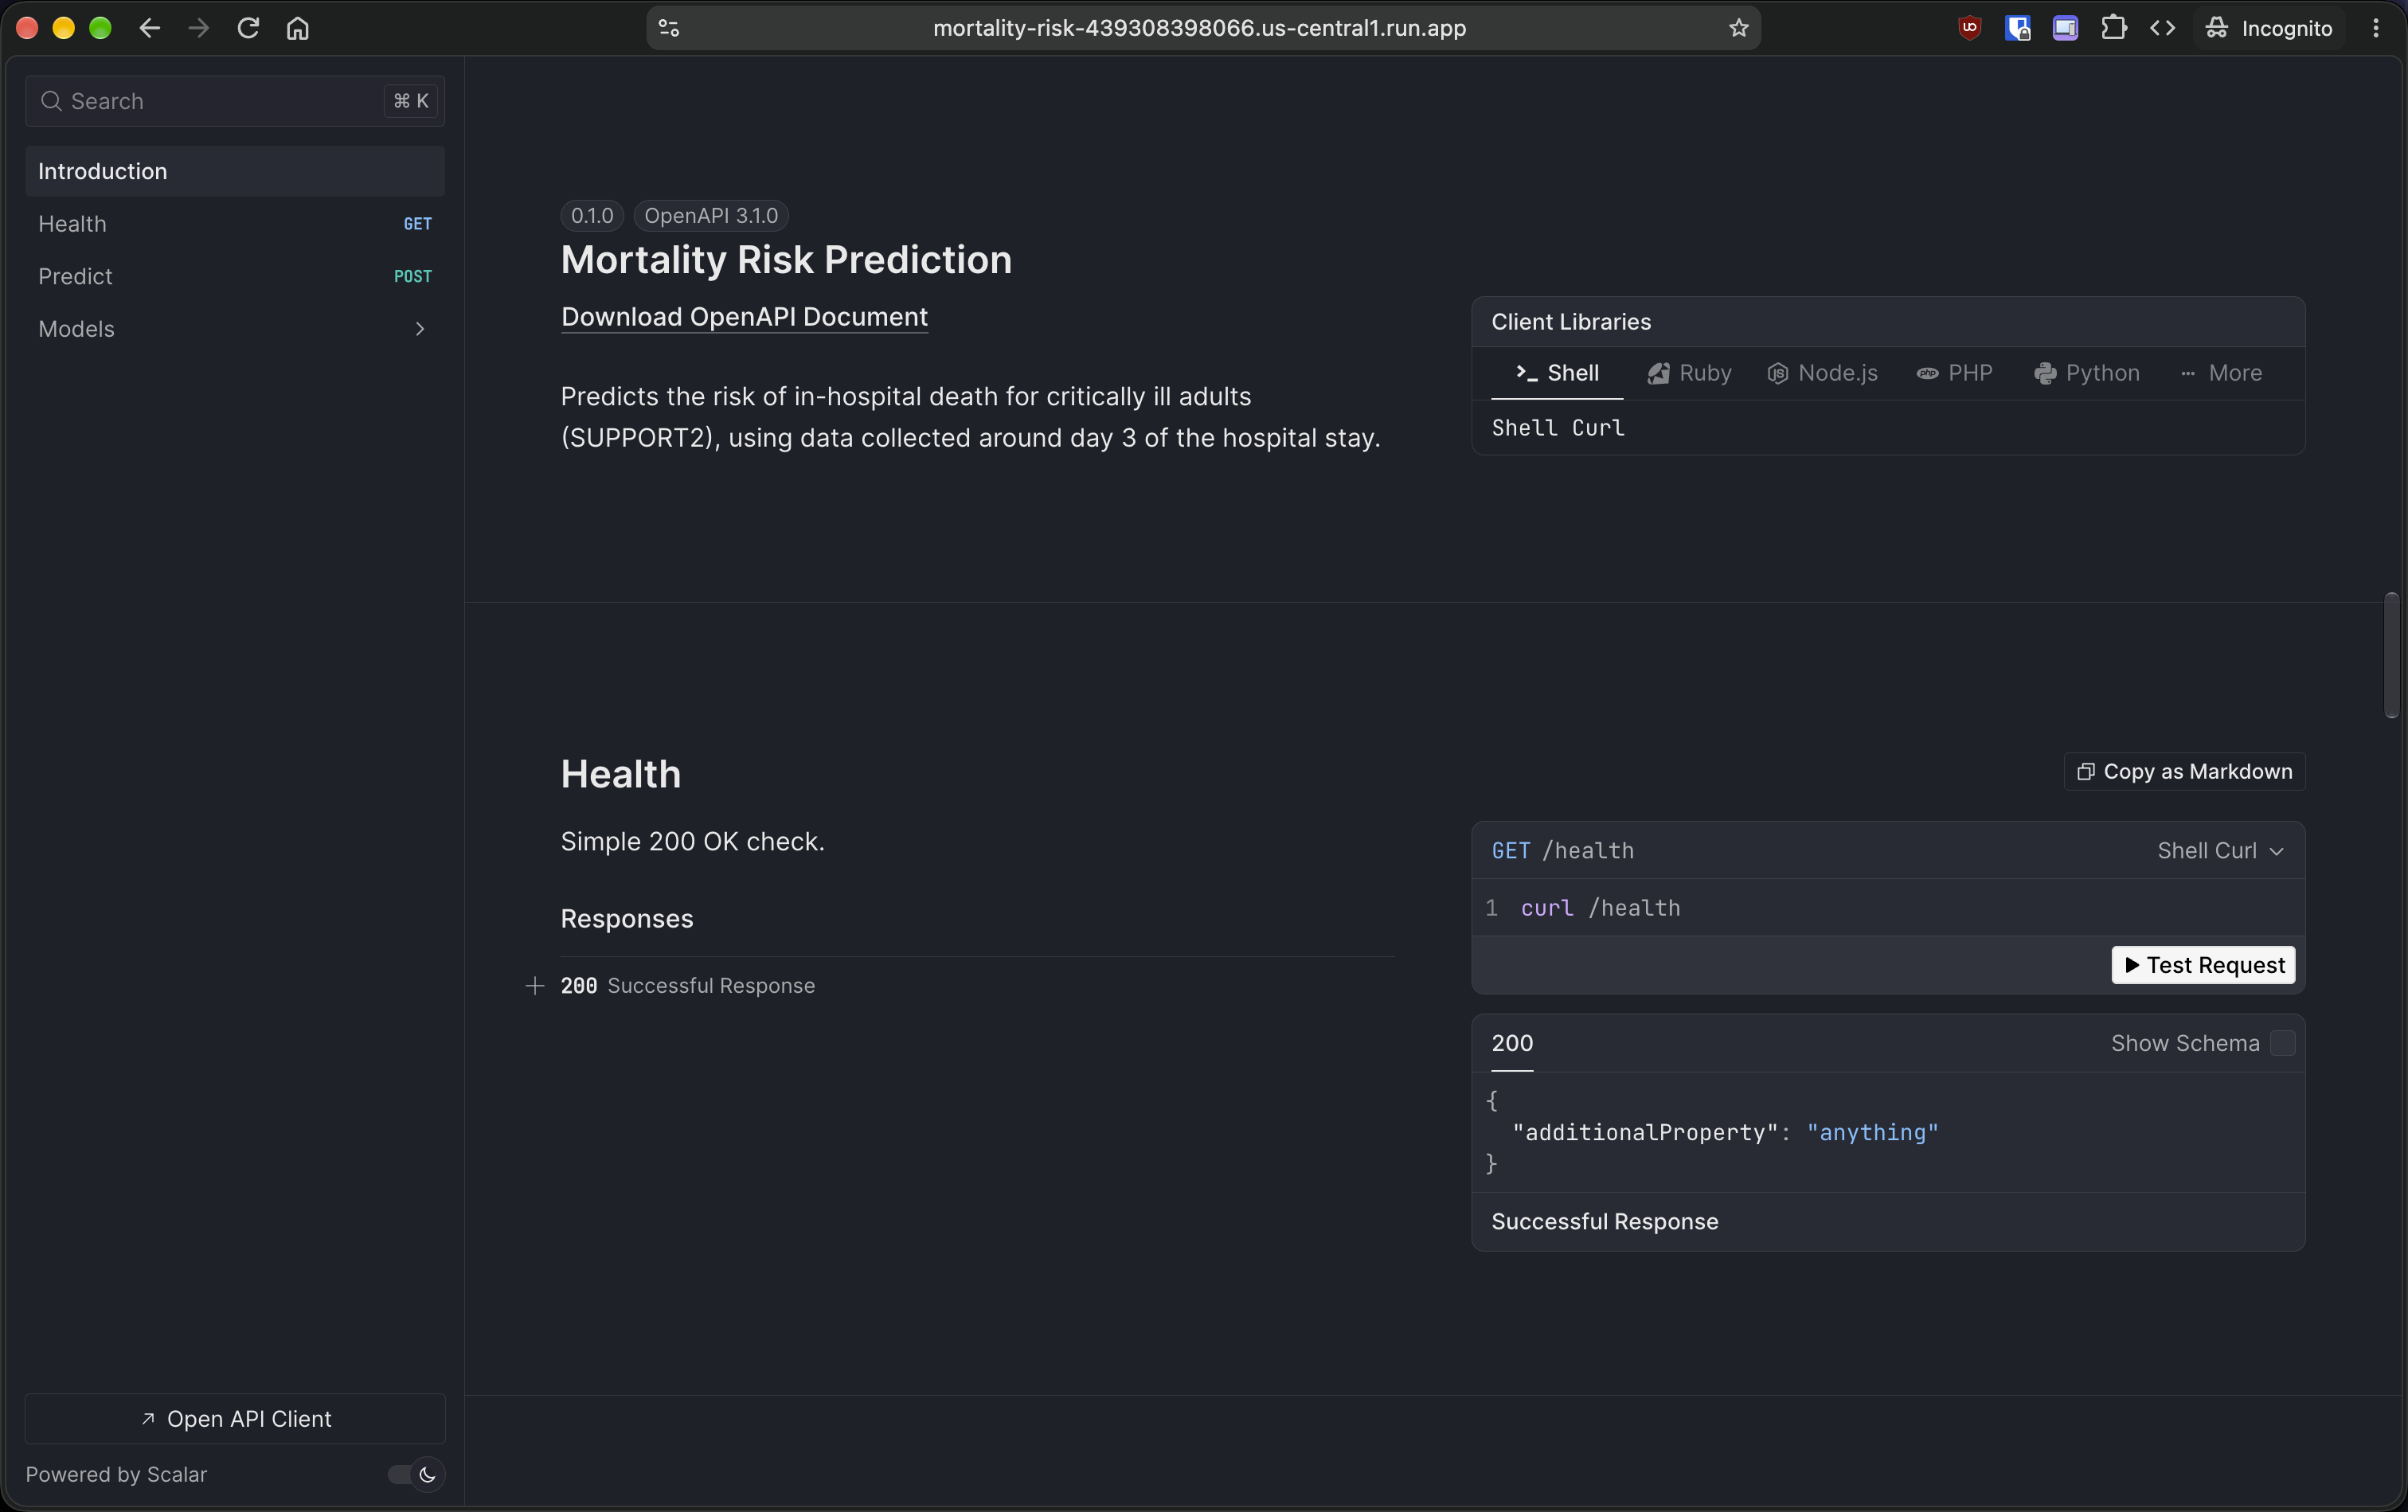 mortality-risk-439308398066.us-central1.run.app
Incognito
Search
⌘ K
Introduction
Health GET
Predict POST
Models
0.1.0 OpenAPI 3.1.0
Mortality Risk Prediction
Download OpenAPI Document
Predicts the risk of in-hospital death for critically ill adults
(SUPPORT2), using data collected around day 3 of the hospital stay.
Client Libraries
Shell Ruby Node.js PHP Python More
Shell Curl
Health
Copy as Markdown
Simple 200 OK check.
Responses
200 Successful Response
GET /health Shell Curl
1 curl /health
Test Request
200 Show Schema
{
"additionalProperty": "anything"
}
Successful Response
Open API Client
Powered by Scalar